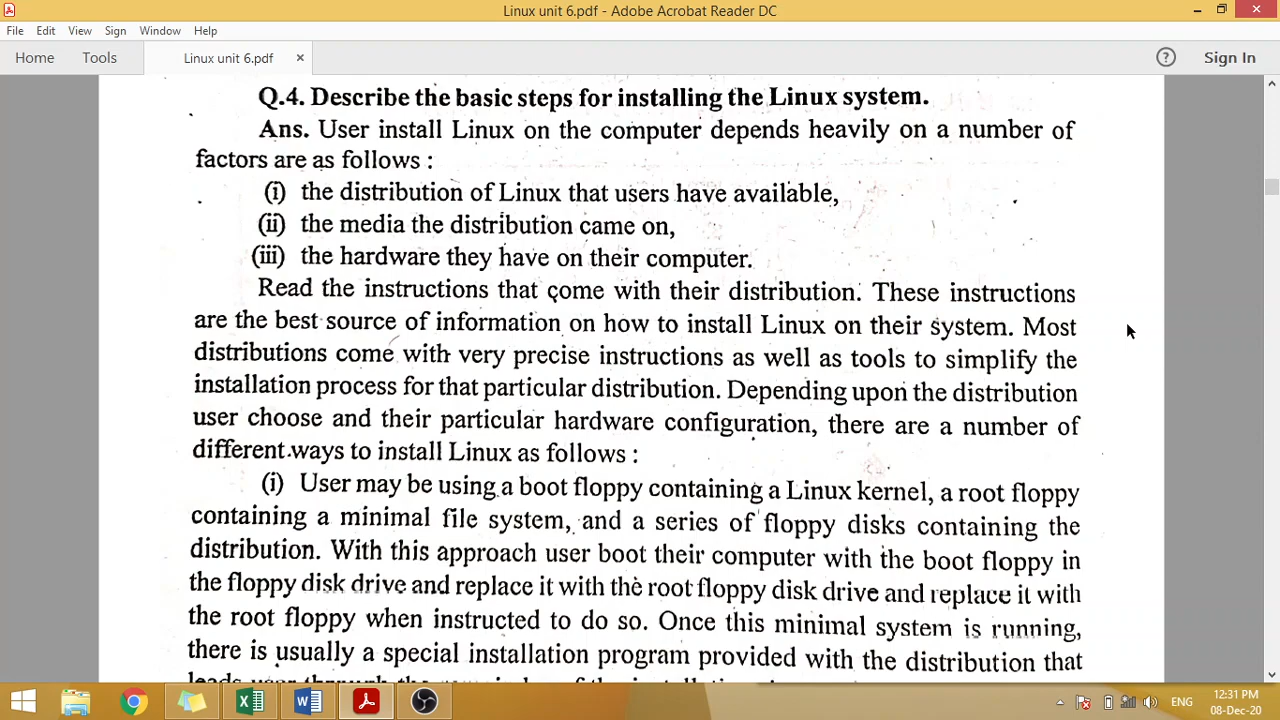 Linux unit 6.pdf - Adobe Acrobat Reader DC
File Edit View Sign Window Help
Home Tools Linux unit 6.pdf × ? Sign In
Q.4. Describe the basic steps for installing the Linux system.
Ans. User install Linux on the computer depends heavily on a number of
factors are as follows :
(i) the distribution of Linux that users have available,
(ii) the media the distribution came on,
(iii) the hardware they have on their computer.
Read the instructions that come with their distribution. These instructions
are the best source of information on how to install Linux on their system. Most
distributions come with very precise instructions as well as tools to simplify the
installation process for that particular distribution. Depending upon the distribution
user choose and their particular hardware configuration, there are a number of
different ways to install Linux as follows :
(i) User may be using a boot floppy containing a Linux kernel, a root floppy
containing a minimal file system, and a series of floppy disks containing the
distribution. With this approach user boot their computer with the boot floppy in
the floppy disk drive and replace it with the root floppy disk drive and replace it with
the root floppy when instructed to do so. Once this minimal system is running,
there is usually a special installation program provided with the distribution that
ENG 12:31 PM
08-Dec-20